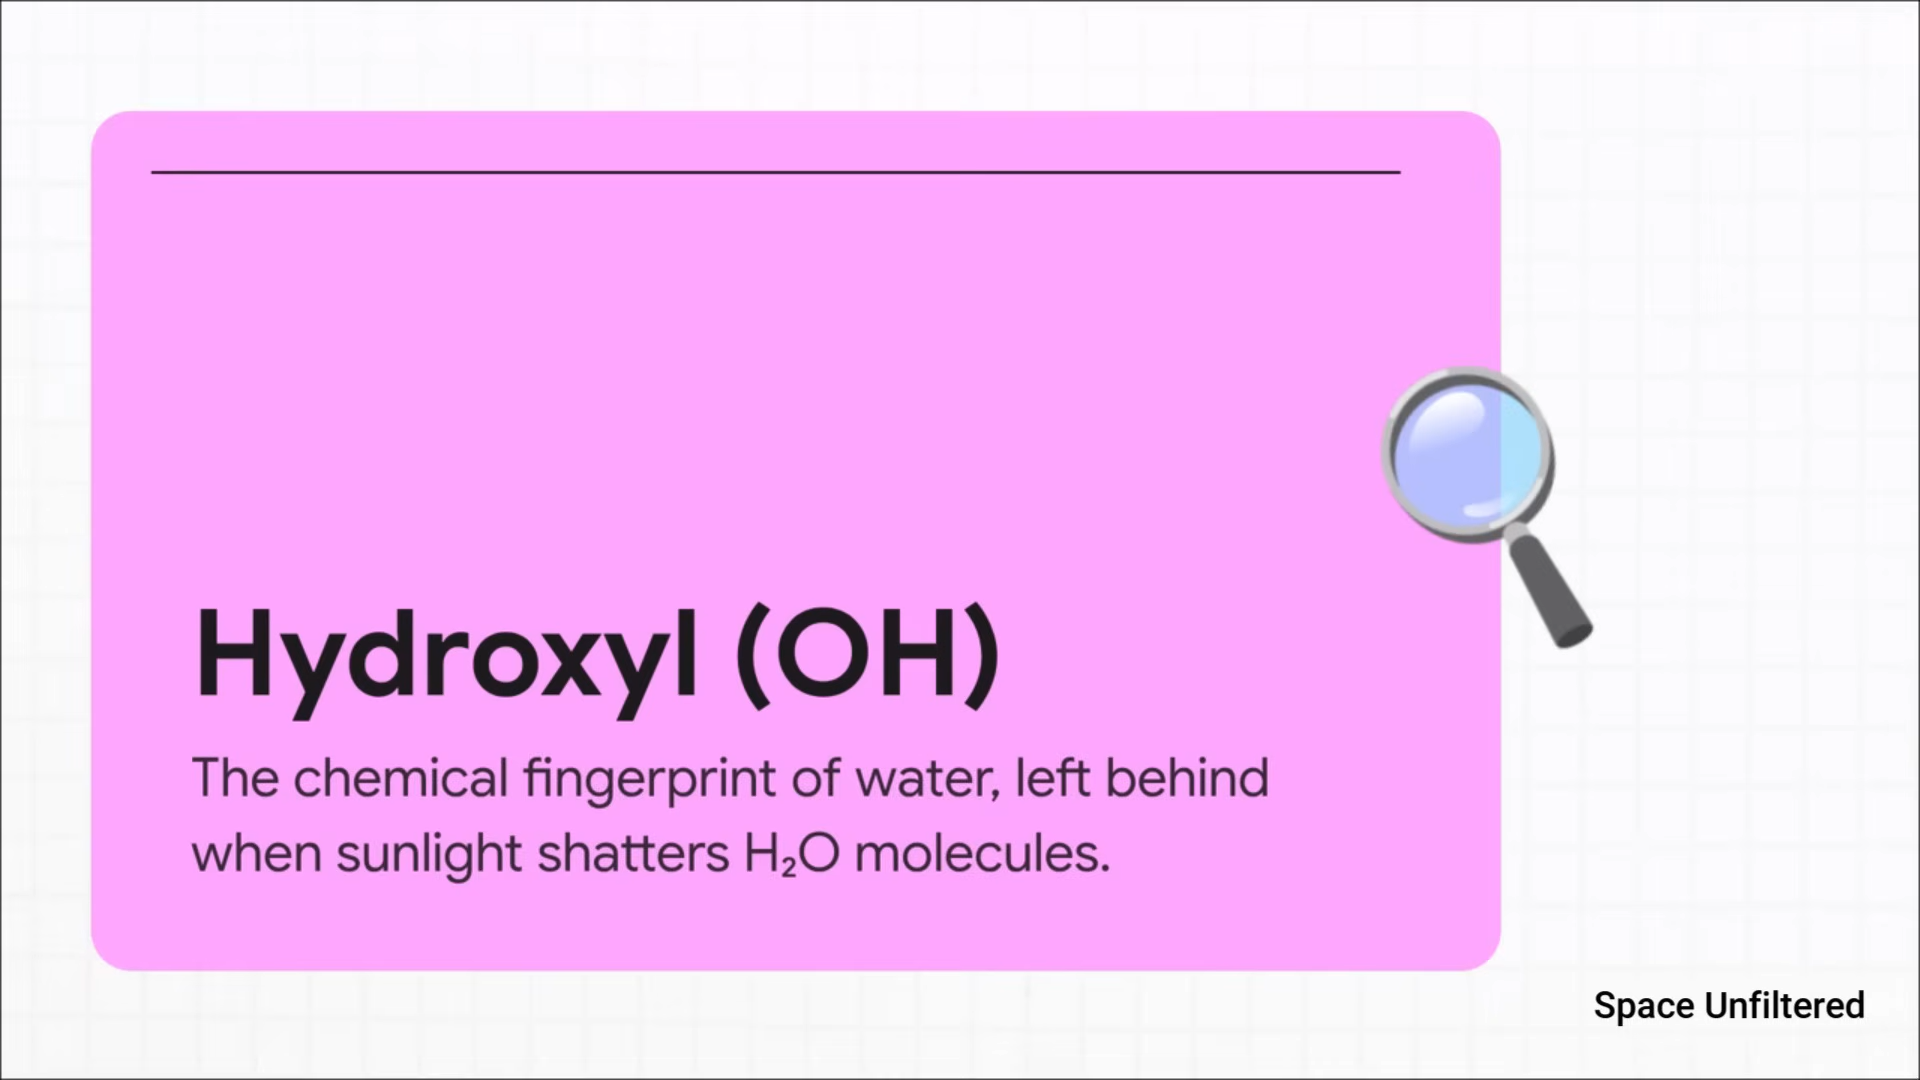 Hydroxyl (OH)
The chemical fingerprint of water, left behind
when sunlight shatters H₂O molecules.
Space Unfiltered